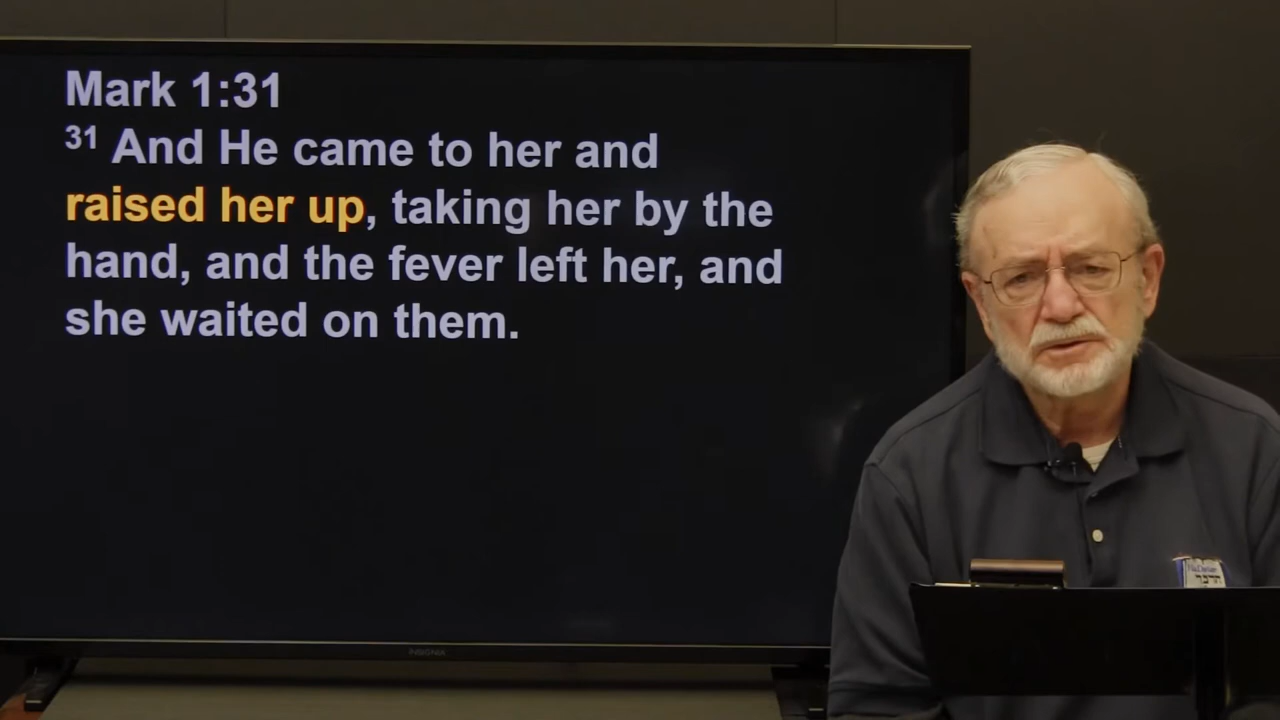 Mark 1:31
31 And He came to her and
raised her up, taking her by the
hand, and the fever left her, and
she waited on them.
INSIGNIA
הדבר